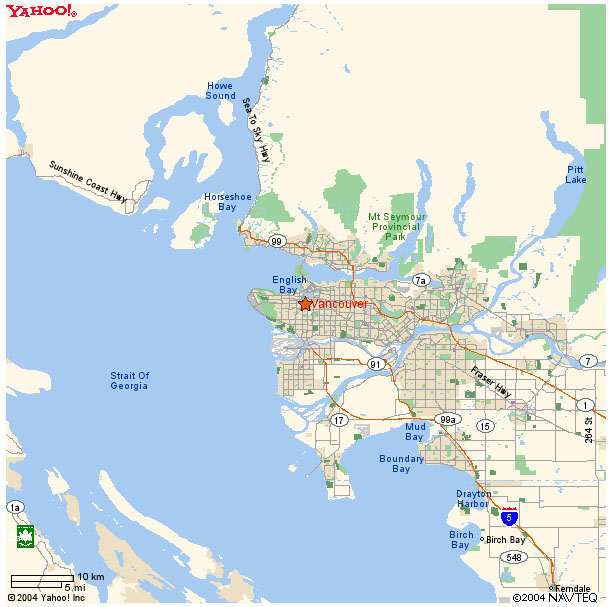 YAHOO!
Howe
Sound
Sea To Sky Hwy
Sunshine Coast Hwy
Pitt
Lake
Horseshoe
Bay
Mt Seymour
Provincial
Park
99
English
Bay
7a
Vancouver
Strait Of
Georgia
91
7
Fraser Hwy
1
17
99a
15
264 St
Mud
Bay
Boundary
Bay
Drayton
Harbor
1a
5
Birch
Bay
Birch Bay
548
10 km
5 mi
Ferndale
©2004 Yahoo! Inc
©2004 NAVTEQ